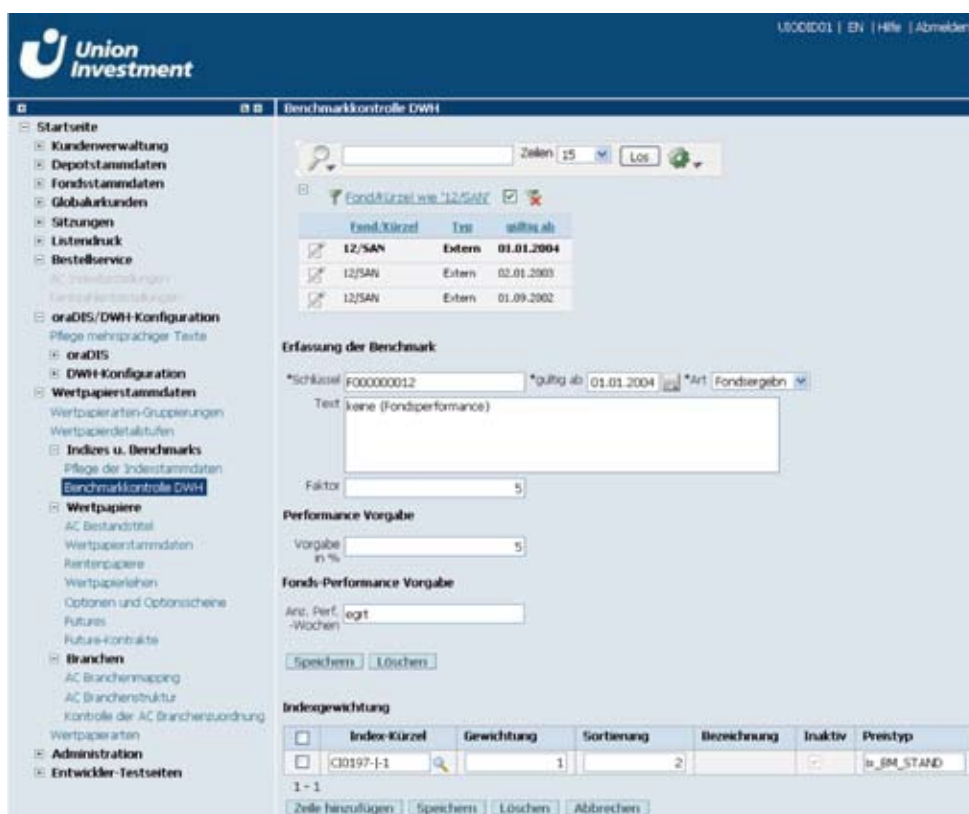 UIODID01 | EN | Hilfe | Abmelden
Union
Investment
Benchmarkkontrolle DWH
Startseite
Kundenverwaltung
Depotstammdaten
Fondsstammdaten
Globalurkunden
Sitzungen
Listendruck
Bestellservice
oraDIS/DWH-Konfiguration
Pflege mehrsprachiger Texte
oraDIS
DWH-Konfiguration
Wertpapierstammdaten
Wertpapierarten-Gruppierungen
Wertpapierdetailstufen
Indizes u. Benchmarks
Pflege der Indexstammdaten
Benchmarkkontrolle DWH
Wertpapiere
AC Bestandstitel
Wertpapierstammdaten
Rentenpapiere
Wertpapierleihen
Optionen und Optionsscheine
Futures
Future-Kontrakte
Branchen
AC Branchenmapping
AC Branchenstruktur
Kontrolle der AC Branchenzuordnung
Wertpapierarten
Administration
Entwickler-Testseiten
Zeilen 15 Los
Fond/Kürzel wie '12/SAN'
Fond/Kürzel Typ gültig ab
12/SAN Extern 01.01.2004
12/SAN Extern 02.01.2003
12/SAN Extern 01.09.2002
Erfassung der Benchmark
*Schlüssel F000000012 *gültig ab 01.01.2004 *Art Fondsergebn
Text keine (Fondsperformance)
Faktor 5
Performance Vorgabe
Vorgabe in % 5
Fonds-Performance Vorgabe
Anz. Perf. -Wochen egit
Speichern Löschen
Indexgewichtung
Index-Kürzel Gewichtung Sortierung Bezeichnung Inaktiv Preistyp
CI0197-|-1 1 2 ix_BM_STAND
1 - 1
Zeile hinzufügen Speichern Löschen Abbrechen